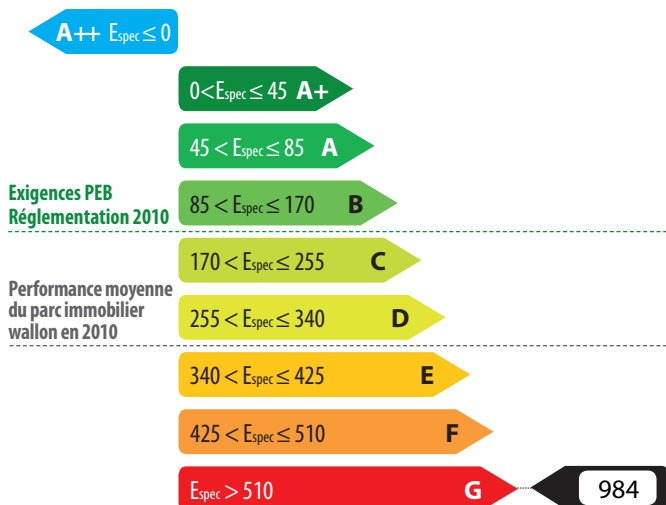 A++ Espec ≤ 0
0<Espec ≤ 45 A+
45 < Espec ≤ 85 A
Exigences PEB
Réglementation 2010
85 < Espec ≤ 170 B
170 < Espec ≤ 255 C
Performance moyenne
du parc immobilier
wallon en 2010
255 < Espec ≤ 340 D
340 < Espec ≤ 425 E
425 < Espec ≤ 510 F
Espec > 510 G
984